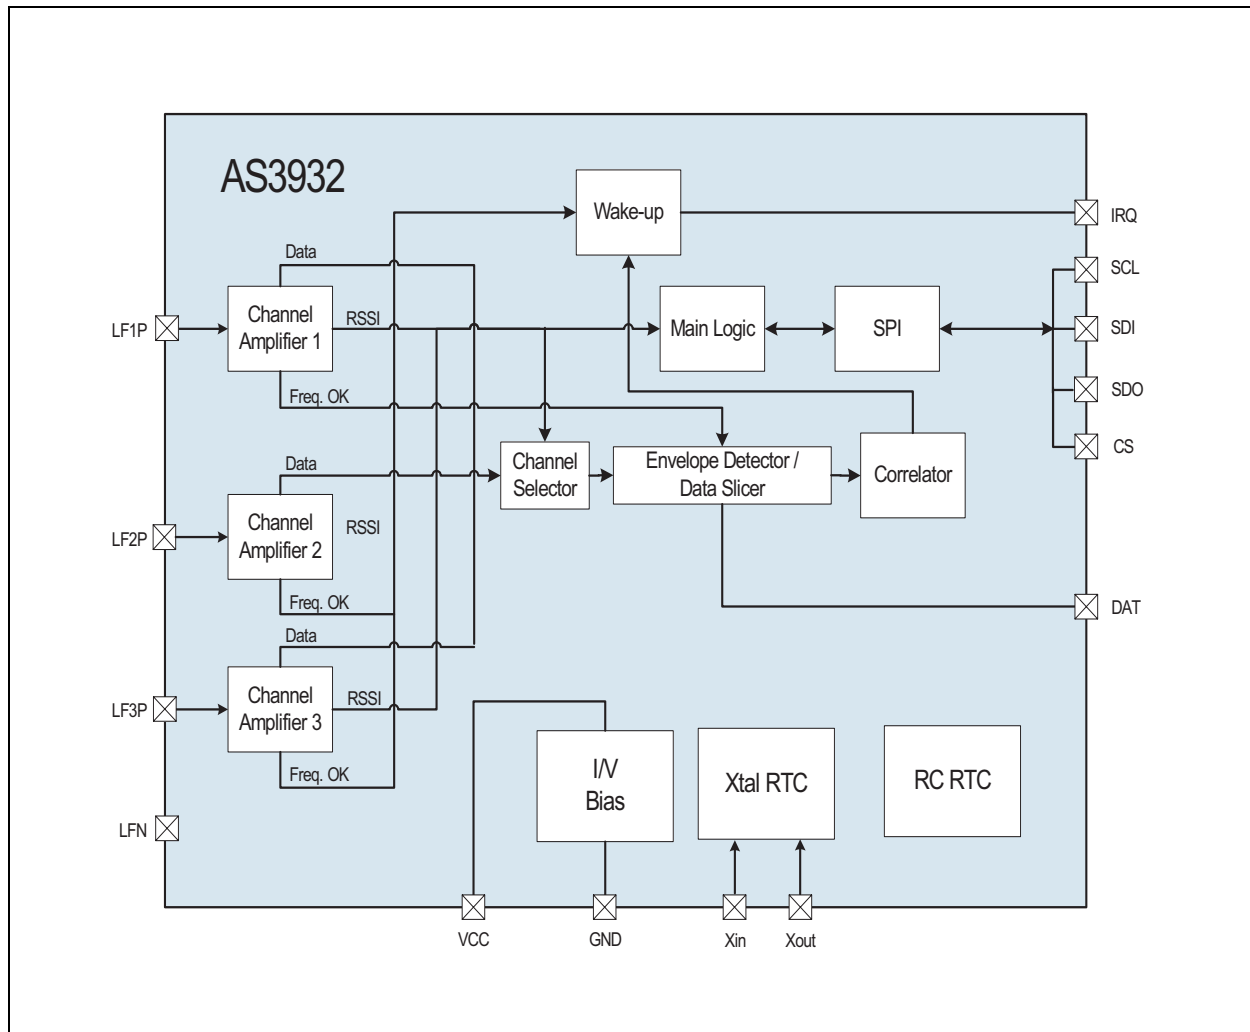 AS3932
Wake-up
IRQ
Data
SCL
Channel
Amplifier 1
RSSI
LF1P
Main Logic
SPI
SDI
Freq. OK
SDO
CS
Data
Channel
Selector
Envelope Detector /
Data Slicer
Correlator
Channel
Amplifier 2
RSSI
LF2P
Freq. OK
DAT
Data
Channel
Amplifier 3
RSSI
LF3P
Freq. OK
I/V
Bias
Xtal RTC
RC RTC
LFN
VCC
GND
Xin
Xout